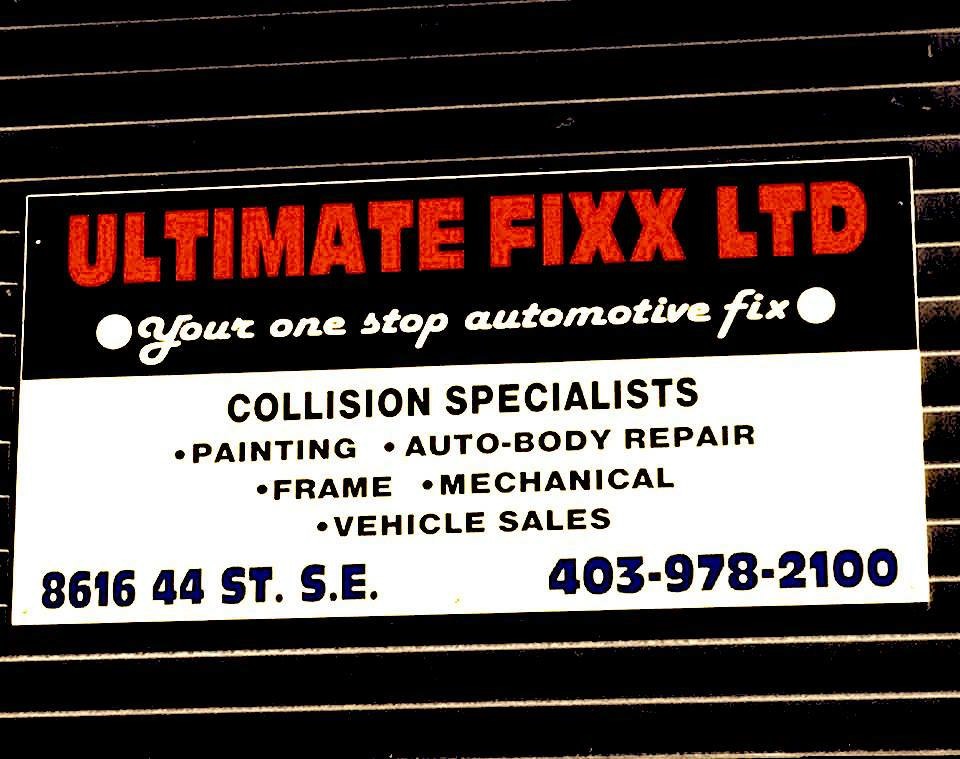 ULTIMATE FIXX LTD
Your one stop automotive fix
COLLISION SPECIALISTS
•PAINTING •AUTO-BODY REPAIR
•FRAME •MECHANICAL
•VEHICLE SALES
8616 44 ST. S.E. 403-978-2100